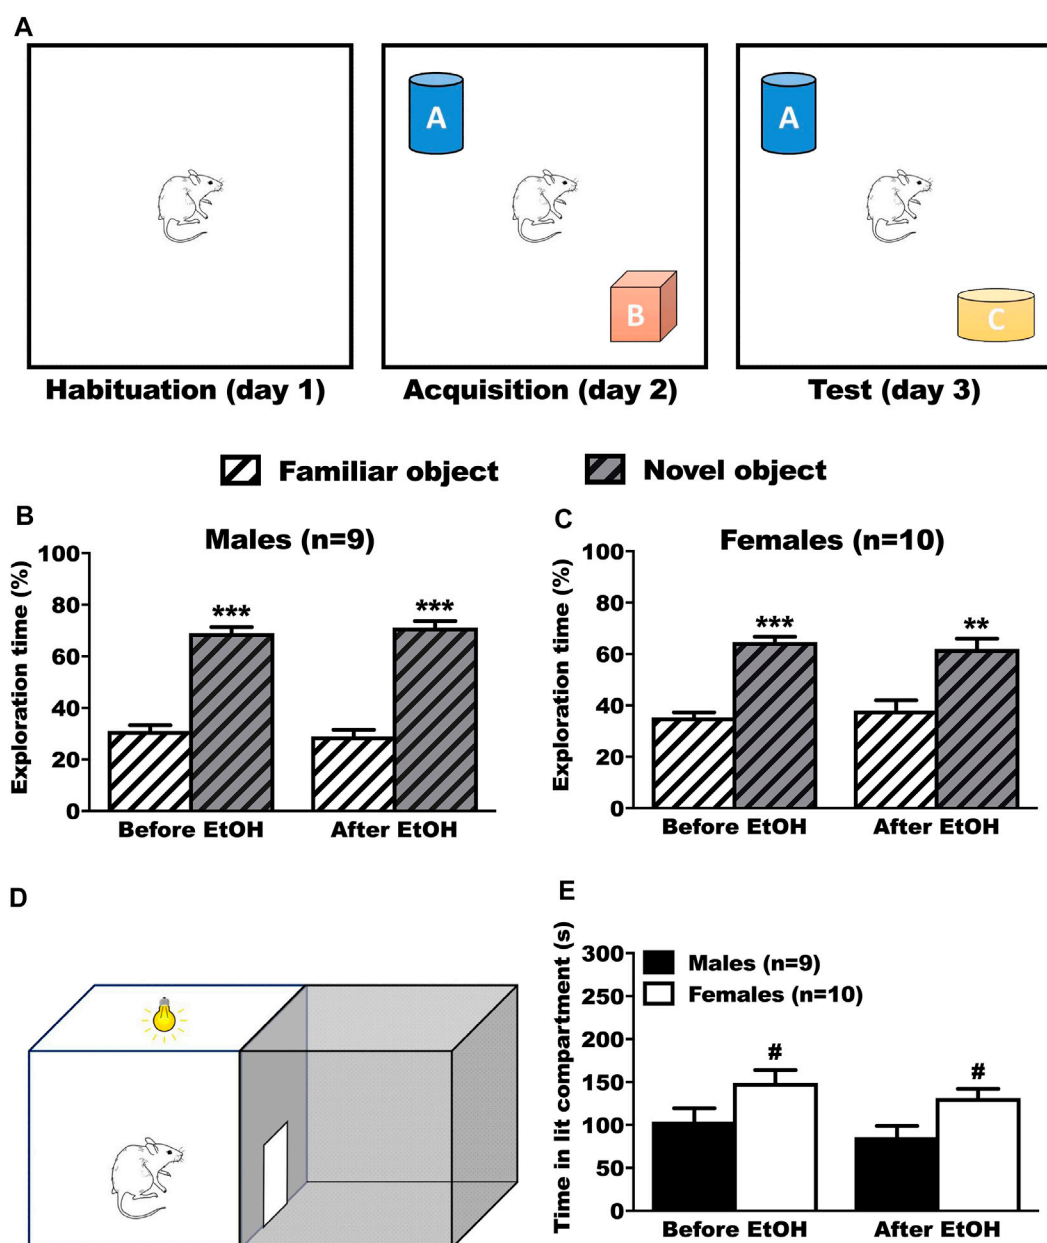 A
A
B
A
C
Habituation (day 1)
Acquisition (day 2)
Test (day 3)
Familiar object
Novel object
B
Males (n=9)
Exploration time (%)
100
80
60
40
20
0
***
***
Before EtOH
After EtOH
C
Females (n=10)
Exploration time (%)
100
80
60
40
20
0
***
**
Before EtOH
After EtOH
D
E
Time in lit compartment (s)
300
250
200
150
100
50
0
Males (n=9)
Females (n=10)
#
#
Before EtOH
After EtOH